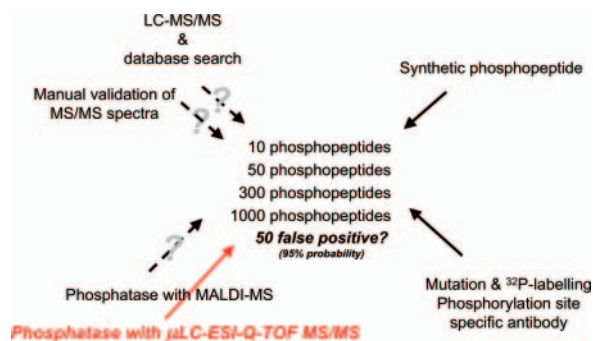 LC-MS/MS
&
database search
Synthetic phosphopeptide
Manual validation of
MS/MS spectra
?
?
10 phosphopeptides
50 phosphopeptides
300 phosphopeptides
1000 phosphopeptides
50 false positive?
(95% probability)
?
Phosphatase with MALDI-MS
Mutation & ³²P-labelling
Phosphorylation site
specific antibody
Phosphatase with µLC-ESI-Q-TOF MS/MS